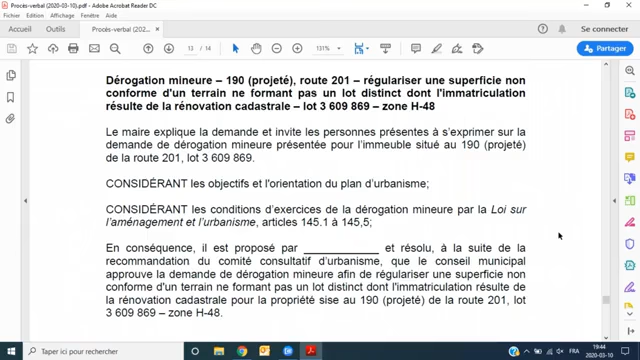 Procès-verbal (2020-03-10).pdf - Adobe Acrobat Reader DC
Fichier Edition Affichage Fenêtre Aide
Accueil Outils Procès-verbal (202... ×
Se connecter
13 / 14
131%
Partager
Dérogation mineure – 190 (projeté), route 201 – régulariser une superficie non
conforme d'un terrain ne formant pas un lot distinct dont l'immatriculation
résulte de la rénovation cadastrale – lot 3 609 869 – zone H-48
Le maire explique la demande et invite les personnes présentes à s'exprimer sur la
demande de dérogation mineure présentée pour l'immeuble situé au 190 (projeté)
de la route 201, lot 3 609 869.
CONSIDÉRANT les objectifs et l'orientation du plan d'urbanisme;
CONSIDÉRANT les conditions d'exercices de la dérogation mineure par la Loi sur
l'aménagement et l'urbanisme, articles 145.1 à 145,5;
En conséquence, il est proposé par _____________ et résolu, à la suite de la
recommandation du comité consultatif d'urbanisme, que le conseil municipal
approuve la demande de dérogation mineure afin de régulariser une superficie non
conforme d'un terrain ne formant pas un lot distinct dont l'immatriculation résulte de
la rénovation cadastrale pour la propriété sise au 190 (projeté) de la route 201, lot
3 609 869 – zone H-48.
Taper ici pour rechercher
19:44
2020-03-10